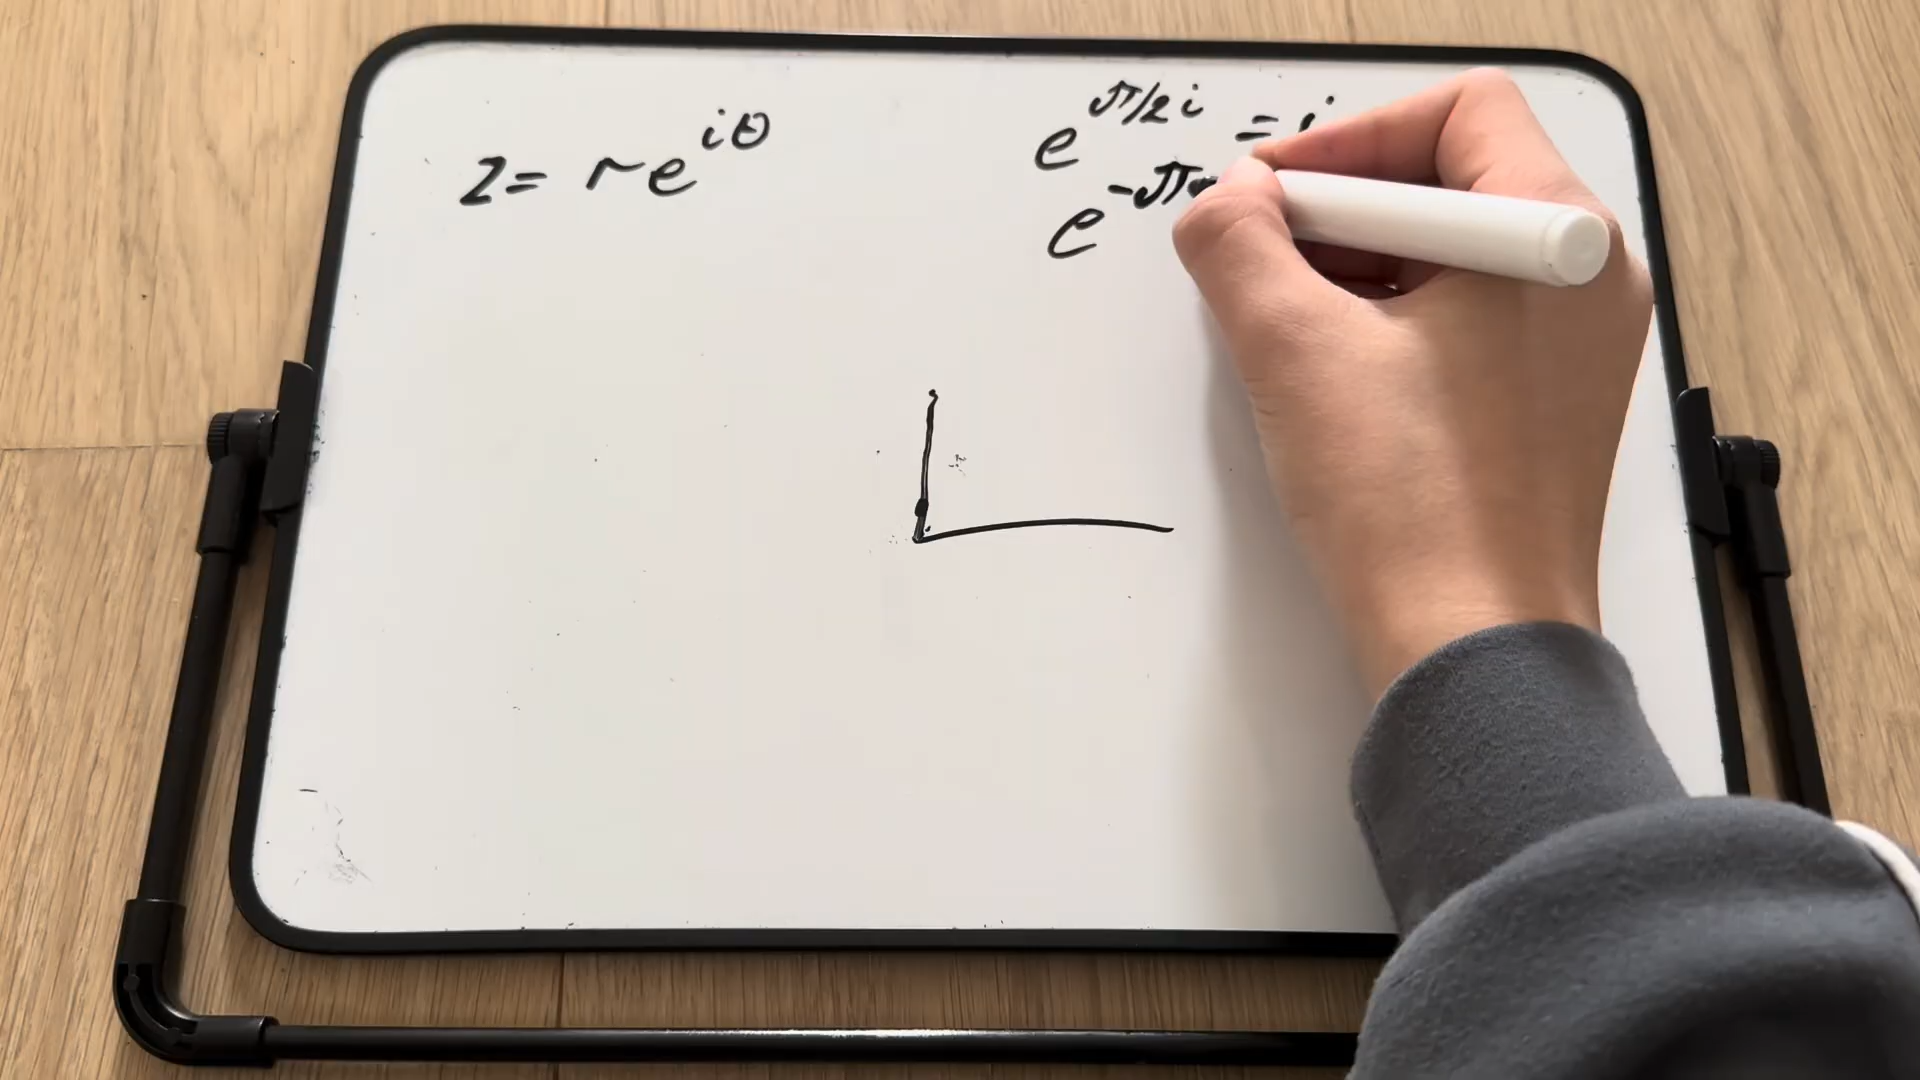 z = re^{iθ}
e^{π/2 i} = i
e^{-π